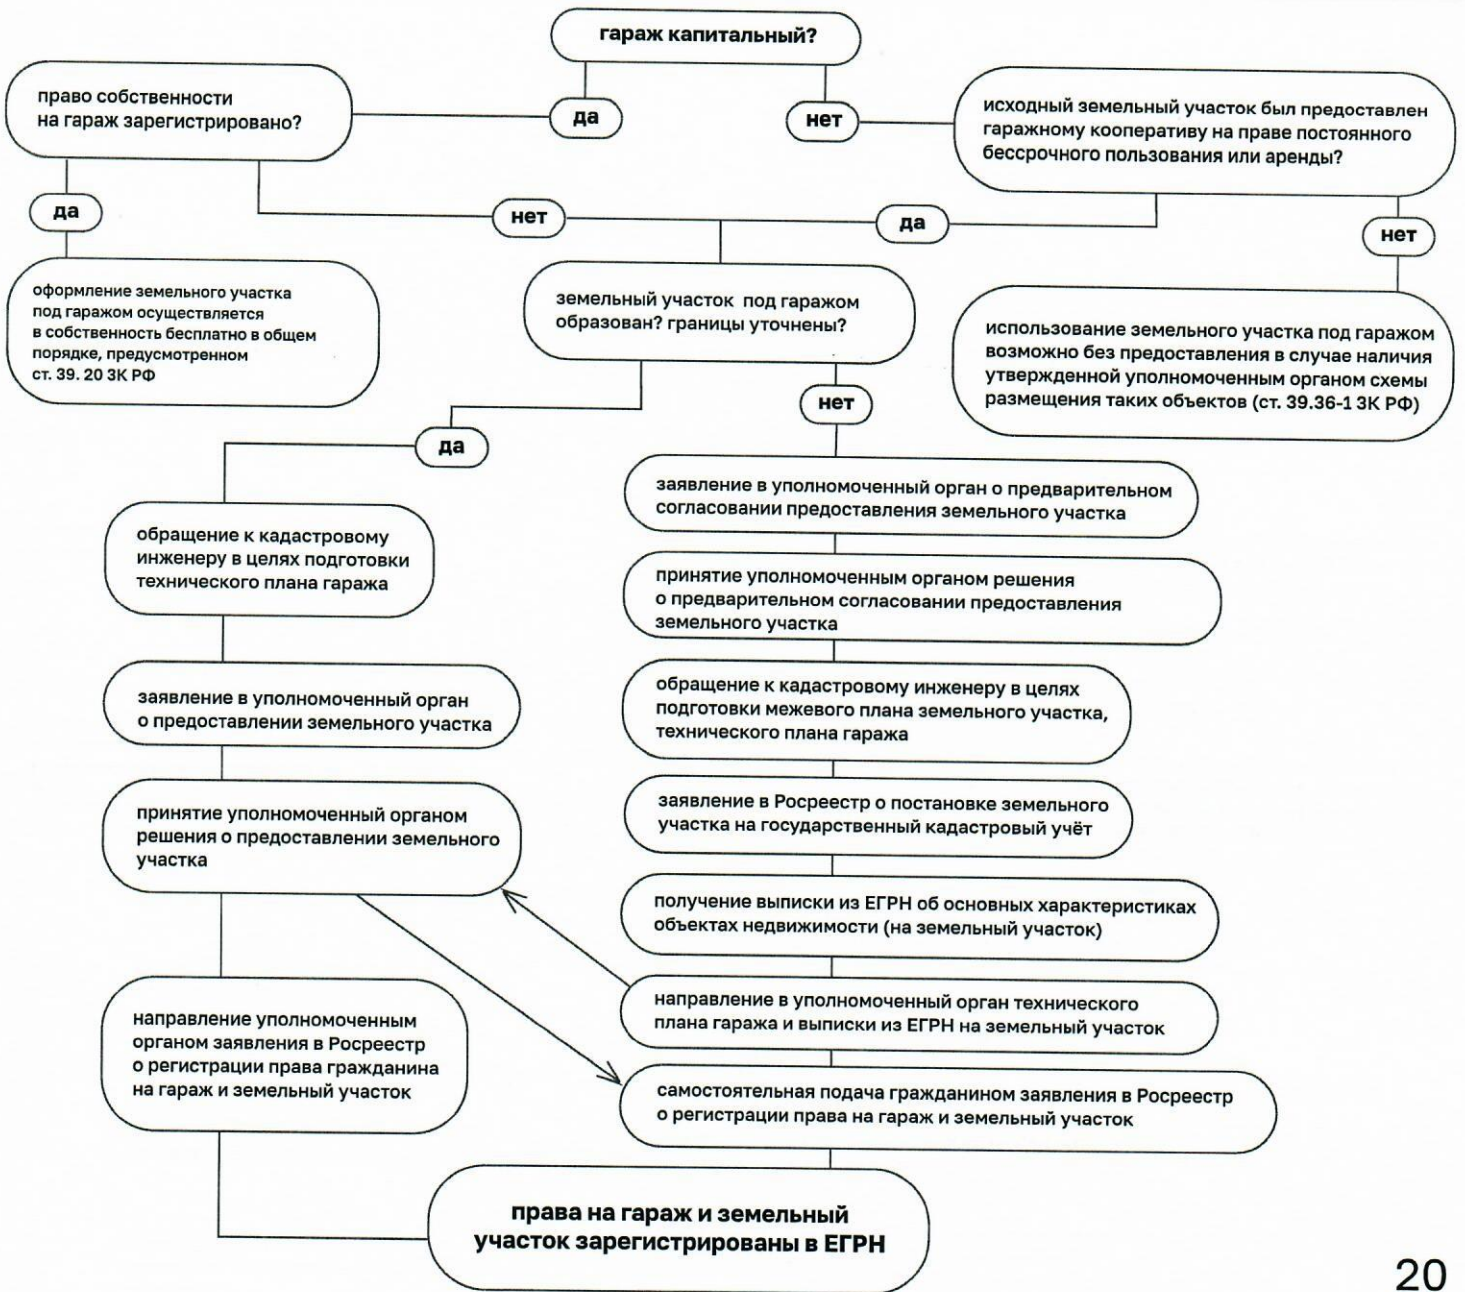 гараж капитальный?
да
нет
право собственности
на гараж зарегистрировано?
исходный земельный участок был предоставлен
гаражному кооперативу на праве постоянного
бессрочного пользования или аренды?
да
нет
да
нет
оформление земельного участка
под гаражом осуществляется
в собственность бесплатно в общем
порядке, предусмотренном
ст. 39. 20 ЗК РФ
земельный участок под гаражом
образован? границы уточнены?
использование земельного участка под гаражом
возможно без предоставления в случае наличия
утвержденной уполномоченным органом схемы
размещения таких объектов (ст. 39.36-1 ЗК РФ)
да
нет
обращение к кадастровому
инженеру в целях подготовки
технического плана гаража
заявление в уполномоченный орган
о предоставлении земельного участка
принятие уполномоченный органом
решения о предоставлении земельного
участка
направление уполномоченным
органом заявления в Росреестр
о регистрации права гражданина
на гараж и земельный участок
заявление в уполномоченный орган о предварительном
согласовании предоставления земельного участка
принятие уполномоченным органом решения
о предварительном согласовании предоставления
земельного участка
обращение к кадастровому инженеру в целях
подготовки межевого плана земельного участка,
технического плана гаража
заявление в Росреестр о постановке земельного
участка на государственный кадастровый учёт
получение выписки из ЕГРН об основных характеристиках
объектах недвижимости (на земельный участок)
направление в уполномоченный орган технического
плана гаража и выписки из ЕГРН на земельный участок
самостоятельная подача гражданином заявления в Росреестр
о регистрации права на гараж и земельный участок
права на гараж и земельный
участок зарегистрированы в ЕГРН
20